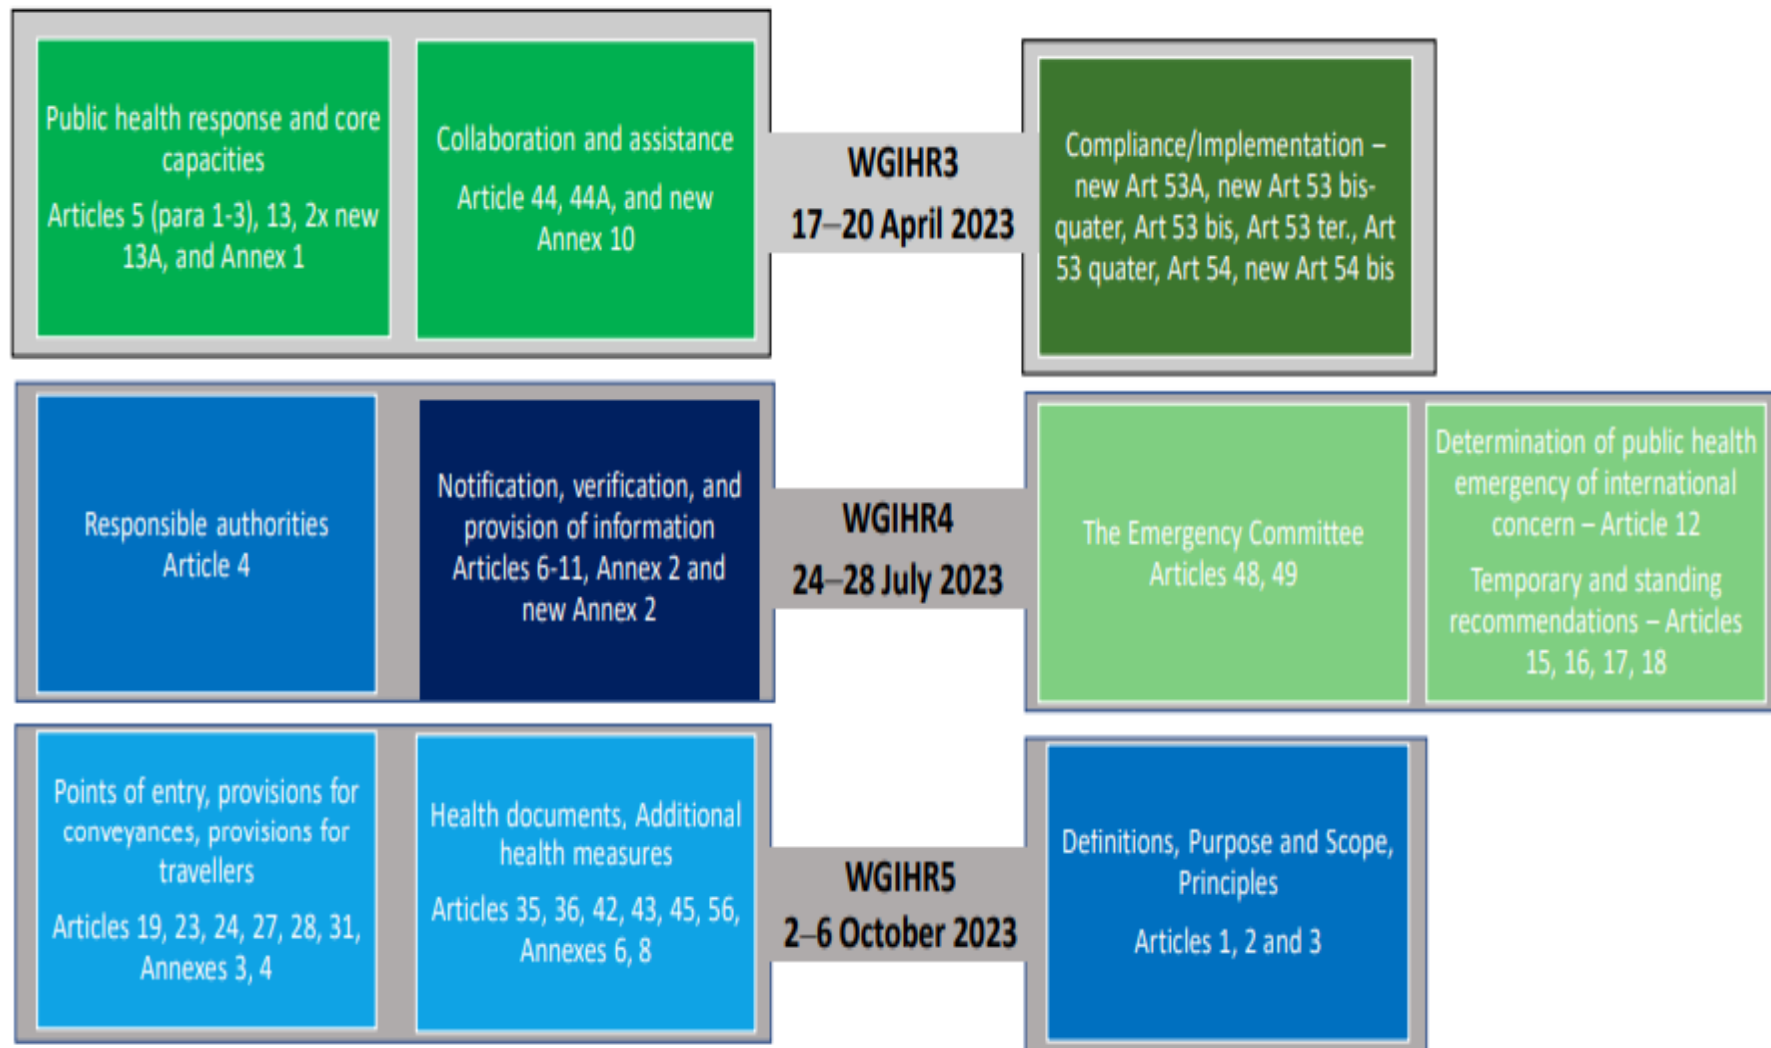 Public health response and core
capacities
Articles 5 (para 1-3), 13, 2x new
13A, and Annex 1
Collaboration and assistance
Article 44, 44A, and new
Annex 10
WGIHR3
17–20 April 2023
Compliance/Implementation –
new Art 53A, new Art 53 bis-
quater, Art 53 bis, Art 53 ter., Art
53 quater, Art 54, new Art 54 bis
Responsible authorities
Article 4
Notification, verification, and
provision of information
Articles 6-11, Annex 2 and
new Annex 2
WGIHR4
24–28 July 2023
The Emergency Committee
Articles 48, 49
Determination of public health
emergency of international
concern – Article 12
Temporary and standing
recommendations – Articles
15, 16, 17, 18
Points of entry, provisions for
conveyances, provisions for
travellers
Articles 19, 23, 24, 27, 28, 31,
Annexes 3, 4
Health documents, Additional
health measures
Articles 35, 36, 42, 43, 45, 56,
Annexes 6, 8
WGIHR5
2–6 October 2023
Definitions, Purpose and Scope,
Principles
Articles 1, 2 and 3